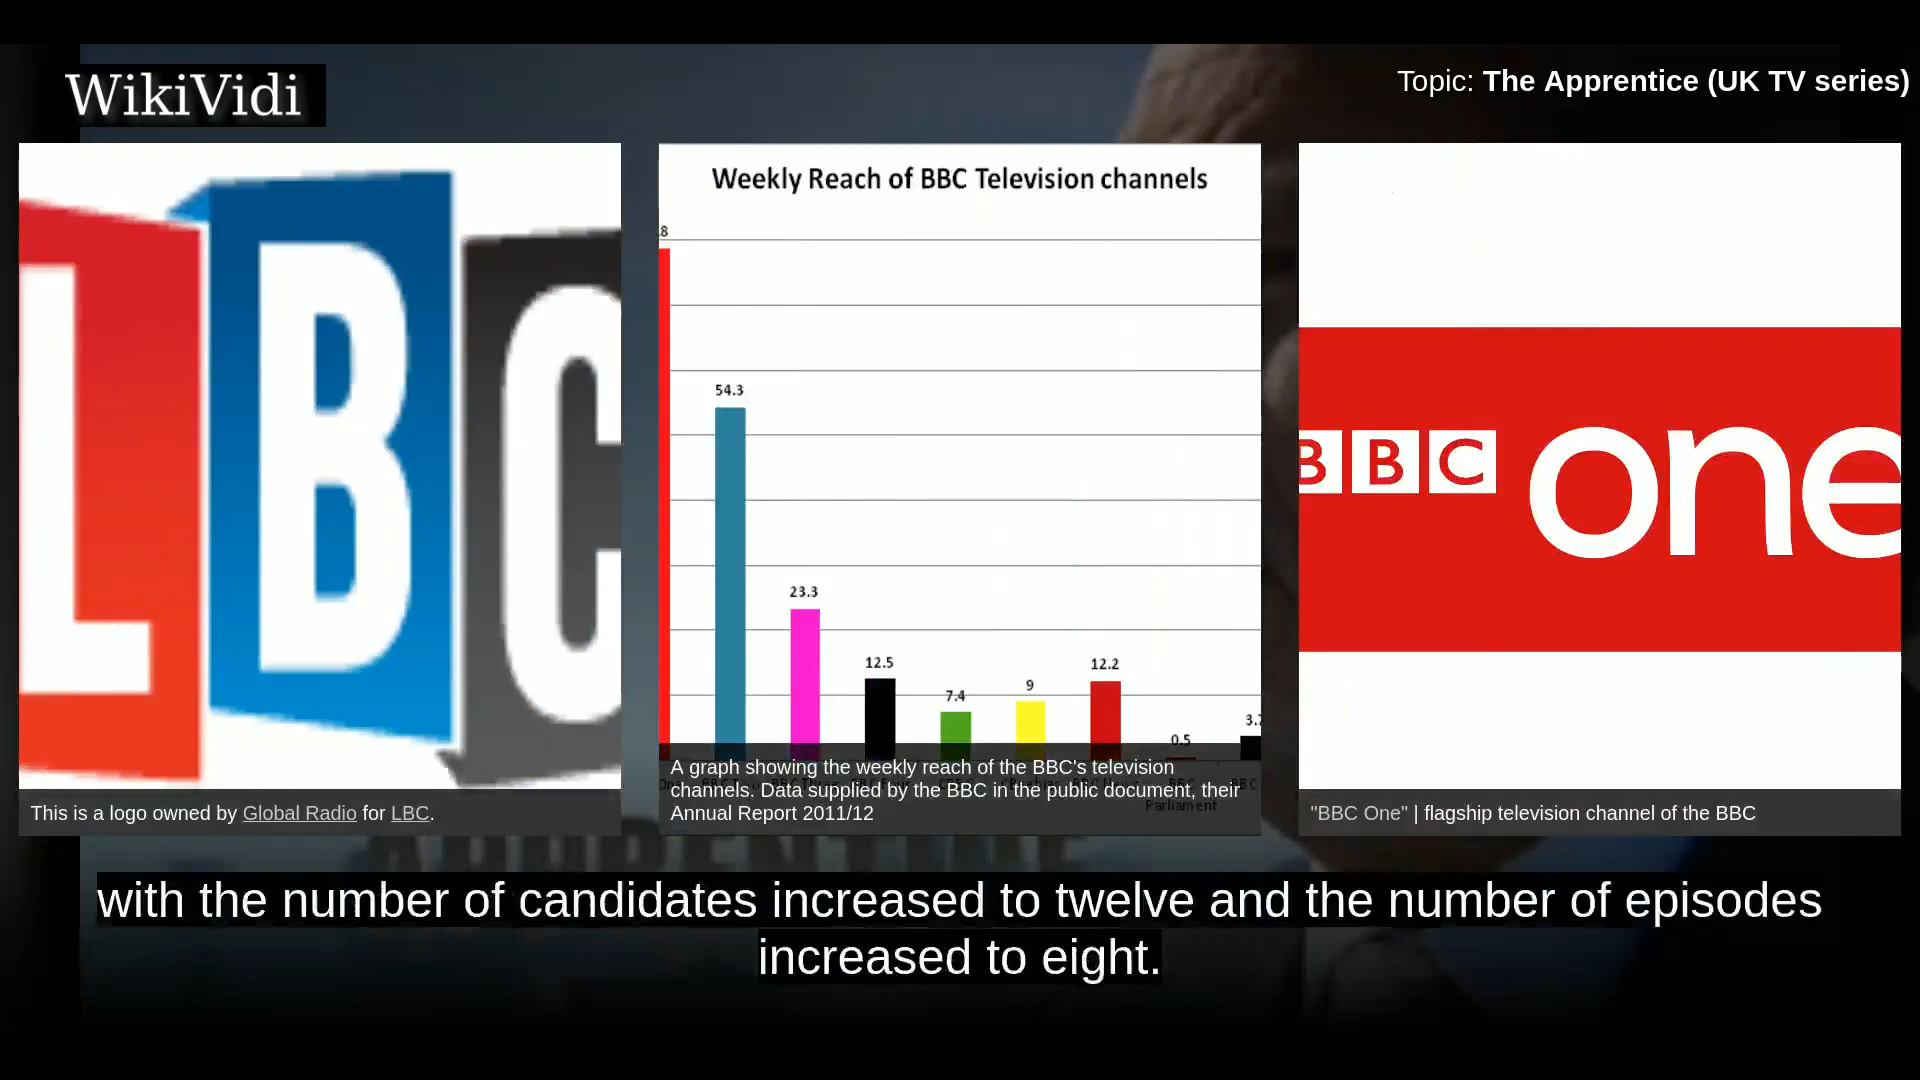 WikiVidi
Topic: The Apprentice (UK TV series)
LBC
Weekly Reach of BBC Television channels
.8
54.3
23.3
12.5
7.4
9
12.2
0.5
3.7
Parliament
BBC one
This is a logo owned by Global Radio for LBC.
A graph showing the weekly reach of the BBC's television
channels. Data supplied by the BBC in the public document, their
Annual Report 2011/12
"BBC One" | flagship television channel of the BBC
with the number of candidates increased to twelve and the number of episodes
increased to eight.